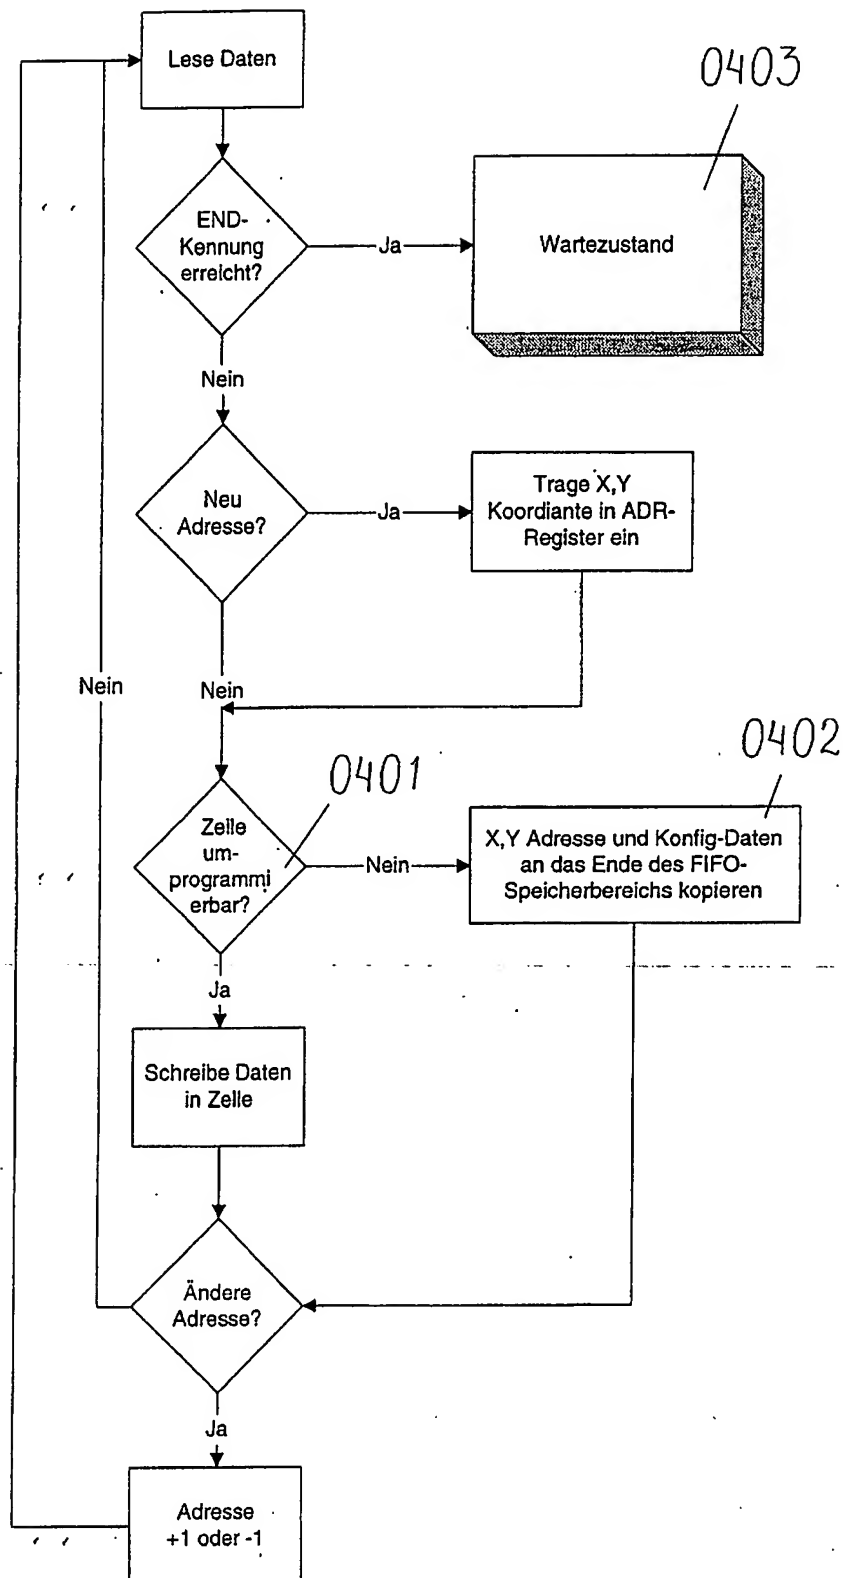 Lese Daten
0403
END-
Kennung
erreicht?
Ja
Wartezustand
Nein
Neu
Adresse?
Ja
Trage X,Y
Koordiante in ADR-
Register ein
Nein
Nein
0401
0402
Zelle
um-
programmi
erbar?
Nein
X,Y Adresse und Konfig-Daten
an das Ende des FIFO-
Speicherbereichs kopieren
Ja
Schreibe Daten
in Zelle
Ändere
Adresse?
Ja
Adresse
+1 oder -1